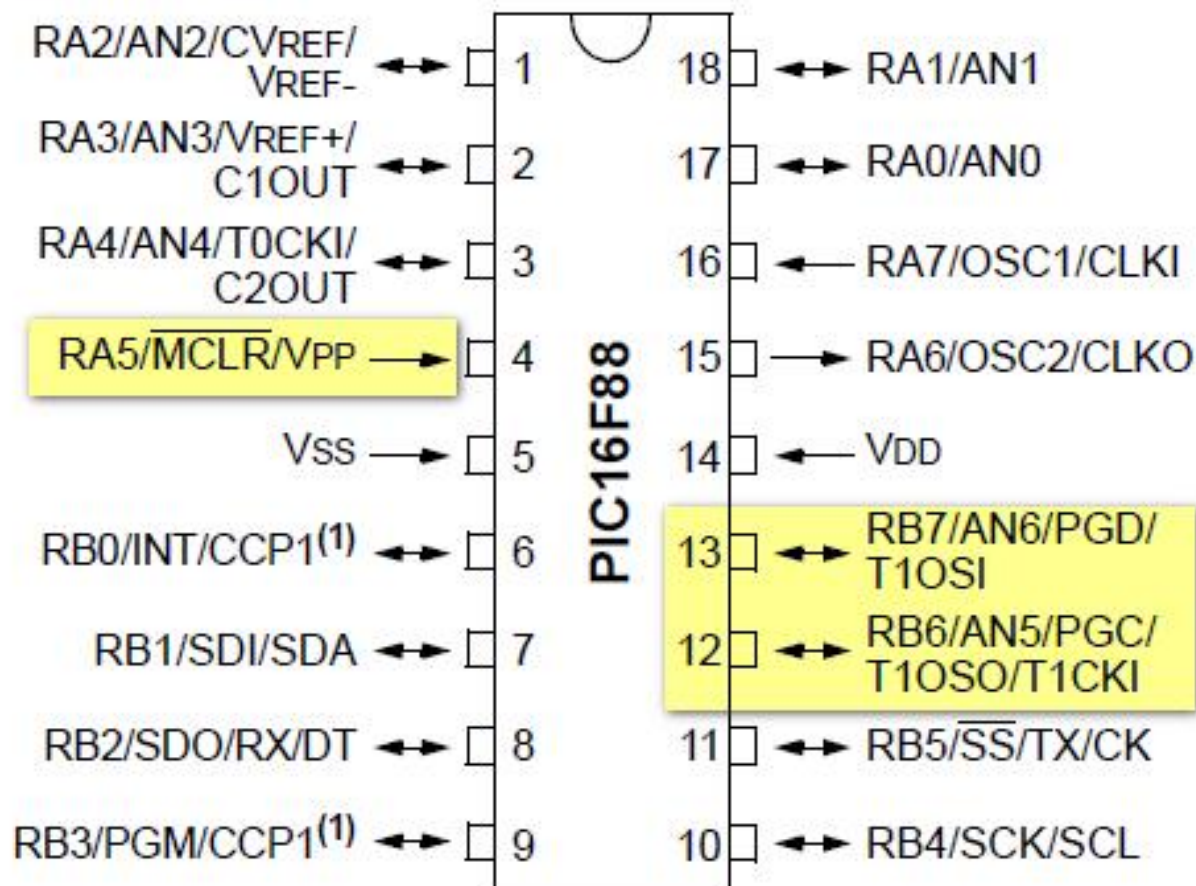 RA2/AN2/CVREF/
VREF-
1
18
RA1/AN1
RA3/AN3/VREF+/
C1OUT
2
17
RA0/AN0
RA4/AN4/T0CKI/
C2OUT
3
16
RA7/OSC1/CLKI
RA5/MCLR/VPP
4
15
RA6/OSC2/CLKO
PIC16F88
VSS
5
14
VDD
RB0/INT/CCP1(1)
6
13
RB7/AN6/PGD/
T1OSI
RB1/SDI/SDA
7
12
RB6/AN5/PGC/
T1OSO/T1CKI
RB2/SDO/RX/DT
8
11
RB5/SS/TX/CK
RB3/PGM/CCP1(1)
9
10
RB4/SCK/SCL